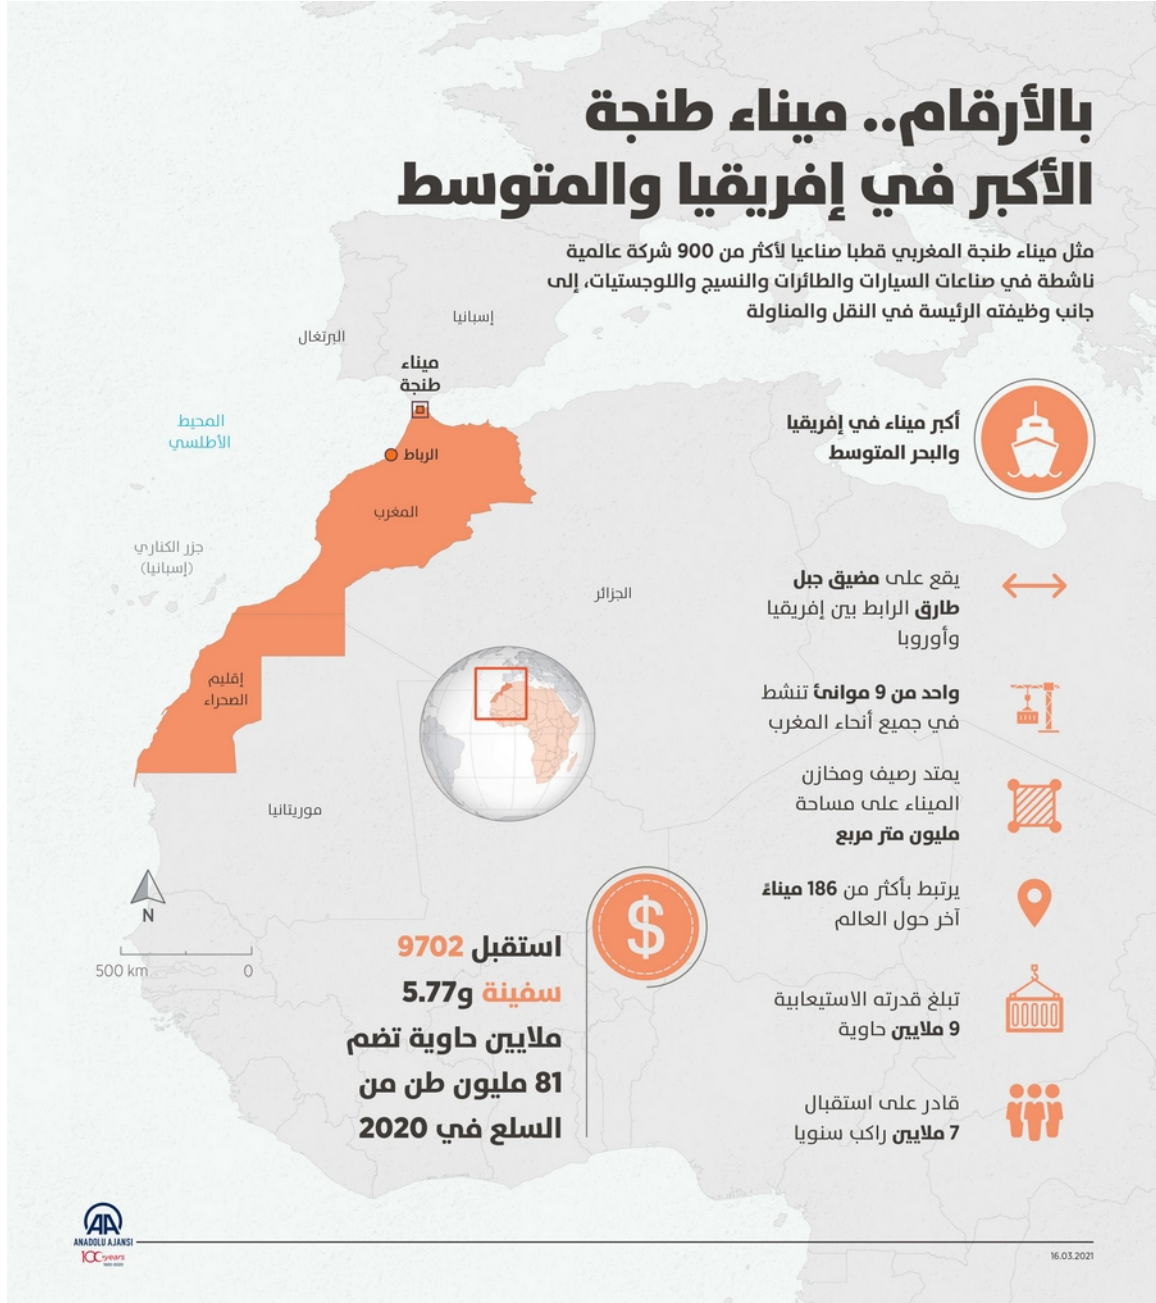 بالأرقام.. ميناء طنجة
الأكبر في إفريقيا والمتوسط
مثل ميناء طنجة المغربي قطبا صناعيا لأكثر من 900 شركة عالمية
ناشطة في صناعات السيارات والطائرات والنسيج واللوجستيات، إلى
جانب وظيفته الرئيسة في النقل والمناولة
إسبانيا
البرتغال
ميناء
طنجة
المحيط
الأطلسي
الرباط
المغرب
جزر الكناري
(إسبانيا)
الجزائر
إقليم
الصحراء
موريتانيا
أكبر ميناء في إفريقيا
والبحر المتوسط
يقع على مضيق جبل
طارق الرابط بين إفريقيا
وأوروبا
واحد من 9 موانئ تنشط
في جميع أنحاء المغرب
يمتد رصيف ومخازن
الميناء على مساحة
مليون متر مربع
يرتبط بأكثر من 186 ميناءً
آخر حول العالم
تبلغ قدرته الاستيعابية
9 ملايين حاوية
قادر على استقبال
7 ملايين راكب سنويا
$
استقبل 9702
سفينة و5.77
ملايين حاوية تضم
81 مليون طن من
السلع في 2020
N
500 km
0
AA
ANADOLU AJANSI
100 years
1920-2020
16.03.2021